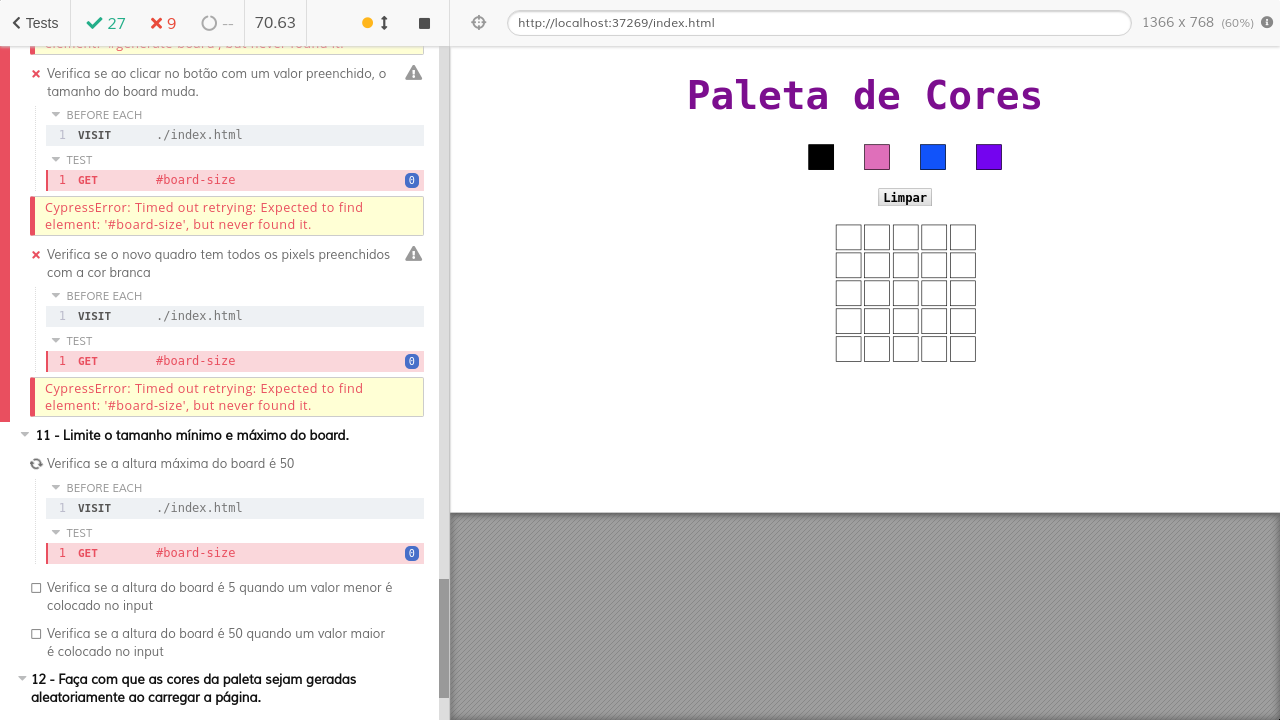 Tests
27
9
--
70.63
http://localhost:37269/index.html
1366 x 768 (60%)
element: '#generate-board', but never found it.
Verifica se ao clicar no botão com um valor preenchido, o
tamanho do board muda.
BEFORE EACH
1 VISIT ./index.html
TEST
1 GET #board-size 0
CypressError: Timed out retrying: Expected to find
element: '#board-size', but never found it.
Verifica se o novo quadro tem todos os pixels preenchidos
com a cor branca
BEFORE EACH
1 VISIT ./index.html
TEST
1 GET #board-size 0
CypressError: Timed out retrying: Expected to find
element: '#board-size', but never found it.
11 - Limite o tamanho mínimo e máximo do board.
Verifica se a altura máxima do board é 50
BEFORE EACH
1 VISIT ./index.html
TEST
1 GET #board-size 0
Verifica se a altura do board é 5 quando um valor menor é
colocado no input
Verifica se a altura do board é 50 quando um valor maior
é colocado no input
12 - Faça com que as cores da paleta sejam geradas
aleatoriamente ao carregar a página.
Paleta de Cores
Limpar